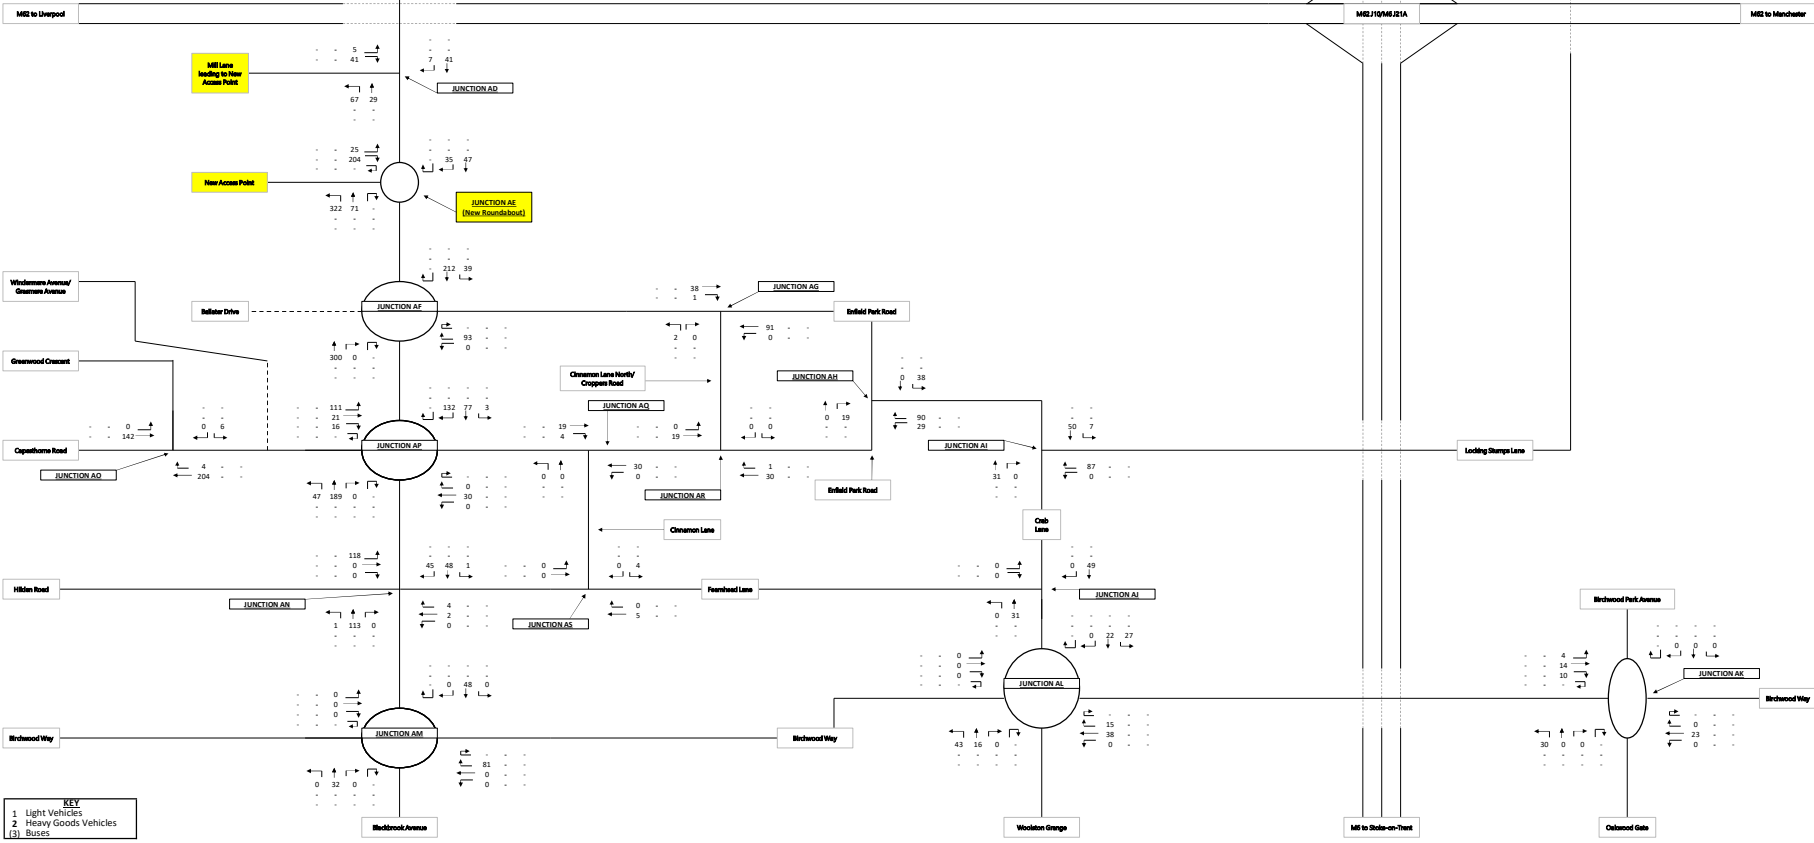 M62 to Liverpool
M62 J10/M6 J21A
M62 to Manchester
- - 5
- - 41
- -
- -
7 41
Mill Lane
leading to New
Access Point
JUNCTION AD
67 29
- -
- -
- - 25
- - 204
- - -
- - -
- - -
- 35 47
New Access Point
322 71 -
- - -
- - -
JUNCTION AE
(New Roundabout)
- - -
- - -
- 212 39
Windermere Avenue/
Grasmere Avenue
- - 38
- - 1
JUNCTION AG
Ballater Drive
JUNCTION AF
Enfield Park Road
- - -
93 - -
0 - -
2 0
- -
- -
91 - -
0 - -
300 0 -
- - -
- - -
Greenwood Crescent
Cinnamon Lane North/
Croppers Road
JUNCTION AH
- -
- -
0 38
- - 0
- - 142
- -
- -
0 6
- - 111
- - 21
- - 16
- - -
- - - -
- - - -
- 132 77 3
JUNCTION AQ
- - 19
- - 4
- - 0
- - 19
- -
- -
0 0
0 19
- -
- -
90 - -
29 - -
- -
- -
50 7
Capesthorne Road
JUNCTION AP
JUNCTION AI
Locking Stumps Lane
JUNCTION AO
4 - -
204 - -
47 189 0 -
- - - -
- - - -
- - -
0 - -
30 - -
0 - -
0 0
- -
- -
30 - -
0 - -
JUNCTION AR
1 - -
30 - -
Enfield Park Road
31 0
- -
- -
87 - -
0 - -
Cinnamon Lane
Crab
Lane
- - 118
- - 0
- - 0
- - -
- - -
45 48 1
- - 0
- - 0
- -
- -
0 4
- - 0
- - 0
- -
- -
0 49
Hilden Road
Fearnhead Lane
JUNCTION AN
JUNCTION AJ
Birchwood Park Avenue
1 113 0
- - -
- - -
4 - -
2 - -
0 - -
JUNCTION AS
0 - -
5 - -
0 31
- -
- -
- - - -
- - - -
- 0 22 27
- - 0
- - 0
- - 0
- - -
- - - -
- - - -
- 0 0 0
- - 4
- - 14
- - 10
- - -
JUNCTION AL
JUNCTION AK
- - 0
- - 0
- - 0
- - -
- - - -
- - - -
- 0 48 0
Birchwood Way
Birchwood Way
JUNCTION AM
Birchwood Way
- - -
15 - -
38 - -
0 - -
43 16 0 -
- - - -
- - - -
- - -
0 - -
23 - -
0 - -
30 0 0 -
- - - -
- - - -
- - -
81 - -
0 - -
0 - -
0 32 0 -
- - - -
- - - -
KEY
1 Light Vehicles
2 Heavy Goods Vehicles
(3) Buses
Blackbrook Avenue
Woolston Grange
M6 to Stoke-on-Trent
Oakwood Gate